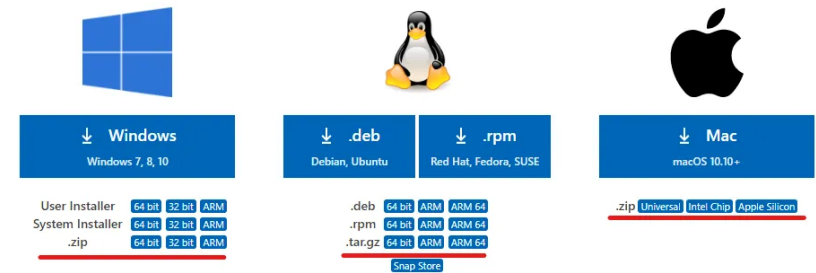 Windows
Windows 7, 8, 10
User Installer 64 bit 32 bit ARM
System Installer 64 bit 32 bit ARM
.zip 64 bit 32 bit ARM
.deb
Debian, Ubuntu
.rpm
Red Hat, Fedora, SUSE
.deb 64 bit ARM ARM 64
.rpm 64 bit ARM ARM 64
.tar.gz 64 bit ARM ARM 64
Snap Store
Mac
macOS 10.10+
.zip Universal Intel Chip Apple Silicon